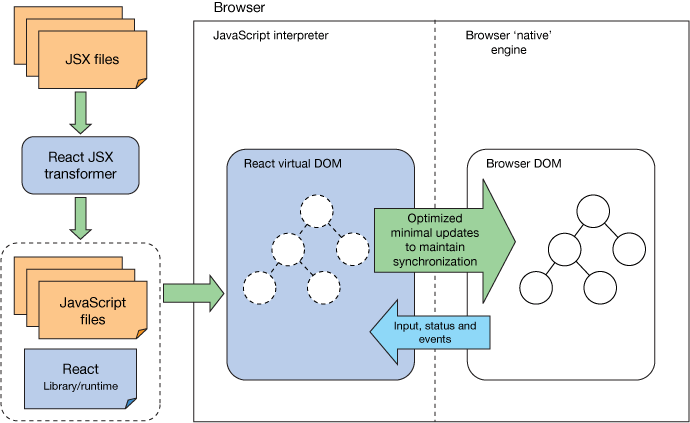 Browser
JSX files
JavaScript interpreter
Browser ‘native’
engine
React JSX
transformer
React virtual DOM
Browser DOM
Optimized
minimal updates
to maintain
synchronization
JavaScript
files
Input, status and
events
React
Library/runtime